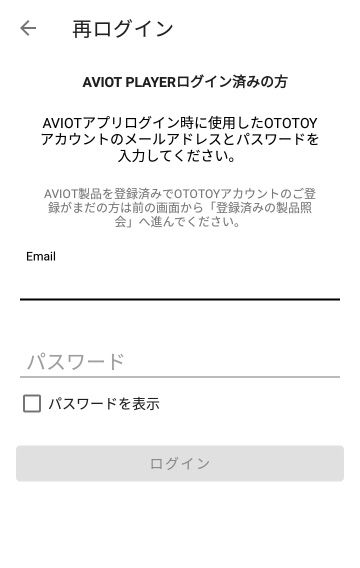 再ログイン
AVIOT PLAYERログイン済みの方
AVIOTアプリログイン時に使用したOTOTOY
アカウントのメールアドレスとパスワードを
入力してください。
AVIOT製品を登録済みでOTOTOYアカウントのご登
録がまだの方は前の画面から「登録済みの製品照
会」へ進んでください。
Email
パスワード
パスワードを表示
ログイン